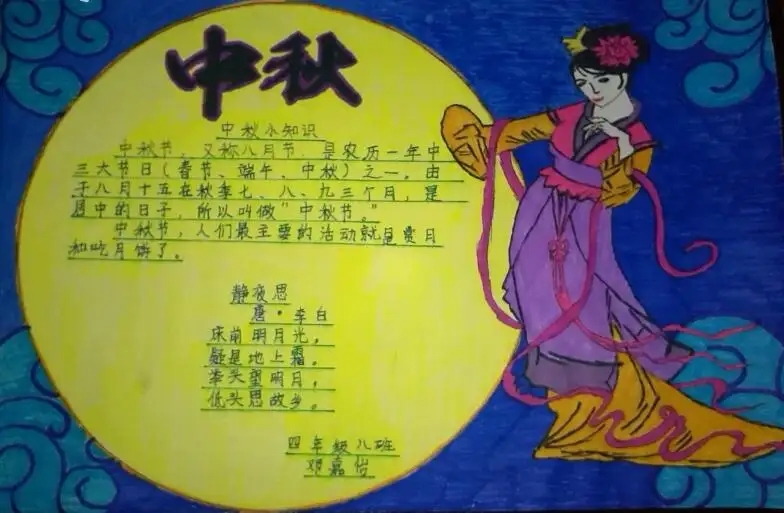 中秋
中秋小知识
中秋节，又称八月节，是农历一年中
三大节日（春节、端午、中秋）之一。由
于八月十五在秋季七、八、九三个月，是
居中的日子，所以叫做"中秋节。"
中秋节，人们最主要的活动就是赏月
和吃月饼了。
静夜思
唐·李白
床前明月光，
疑是地上霜。
举头望明月，
低头思故乡。
四年级八班
邓嘉怡